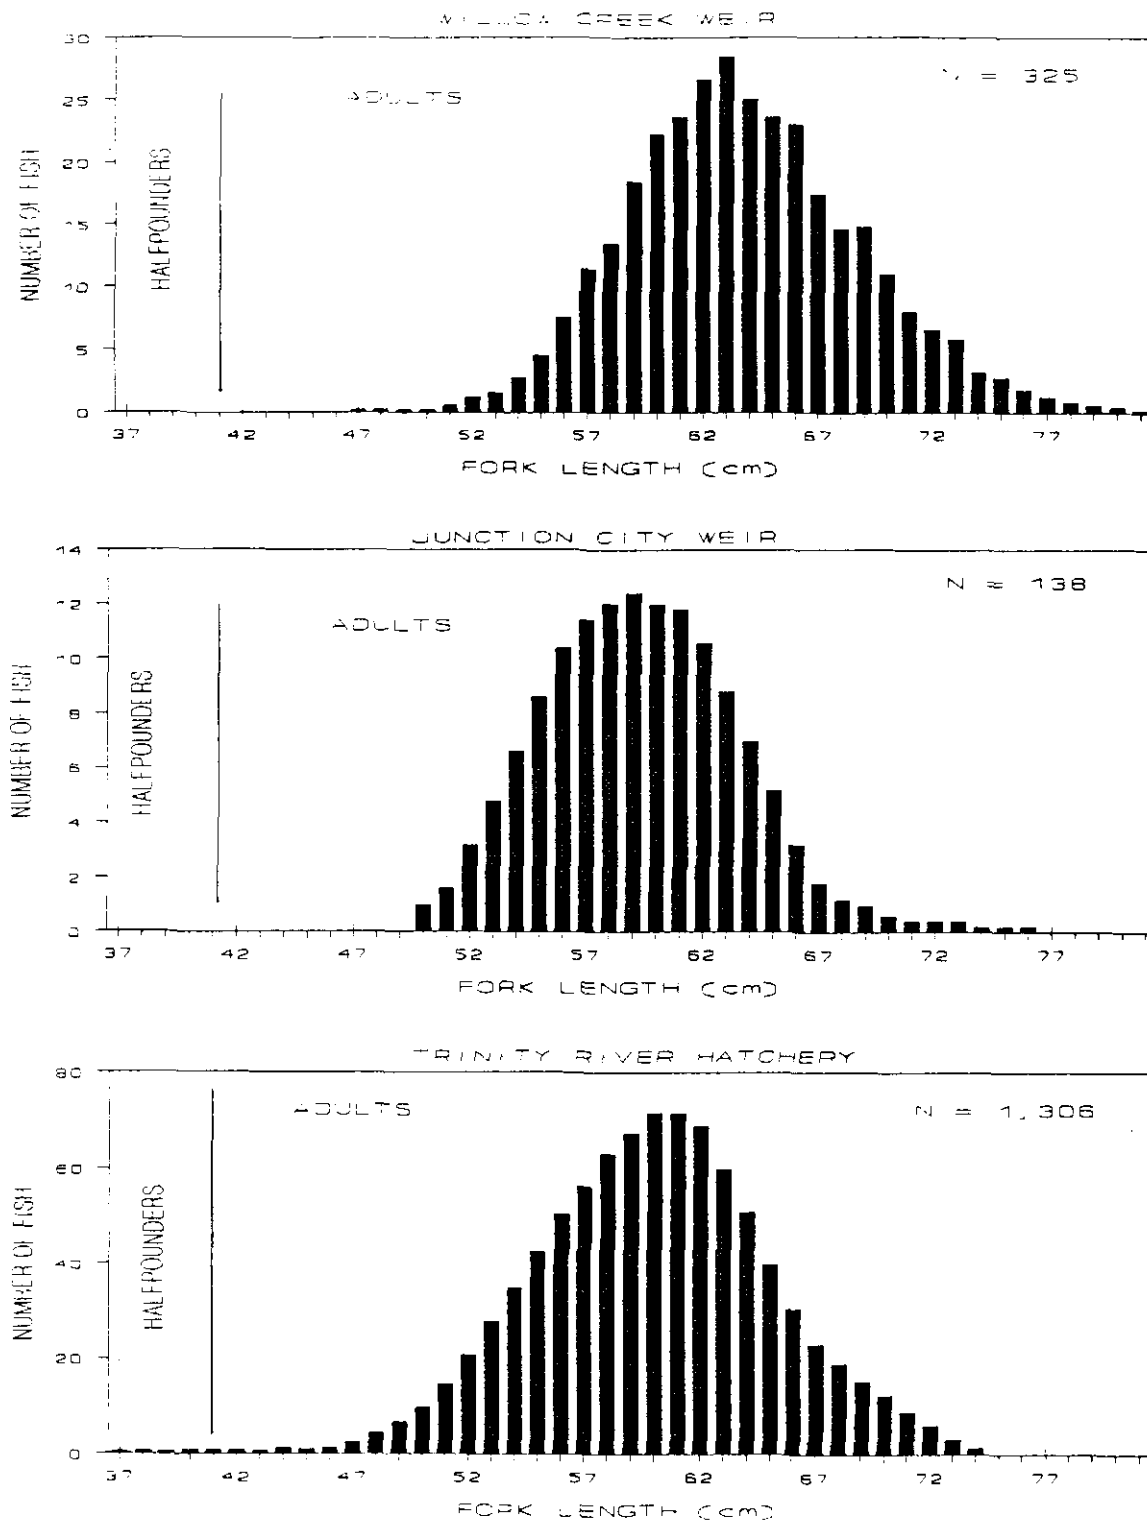 WILLOW CREEK WEIR
30
25
20
15
10
5
0
NUMBER OF FISH
HALFPOUNDERS
ADULTS
N = 325
37 42 47 52 57 62 67 72 77
FORK LENGTH (cm)
JUNCTION CITY WEIR
14
12
10
8
6
4
2
0
NUMBER OF FISH
HALFPOUNDERS
ADULTS
N = 138
37 42 47 52 57 62 67 72 77
FORK LENGTH (cm)
TRINITY RIVER HATCHERY
80
60
40
20
0
NUMBER OF FISH
HALFPOUNDERS
ADULTS
N = 1,306
37 42 47 52 57 62 67 72 77
FORK LENGTH (cm)